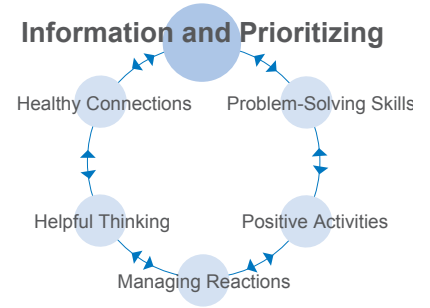 Information and Prioritizing
Healthy Connections
Problem-Solving Skills
Helpful Thinking
Positive Activities
Managing Reactions